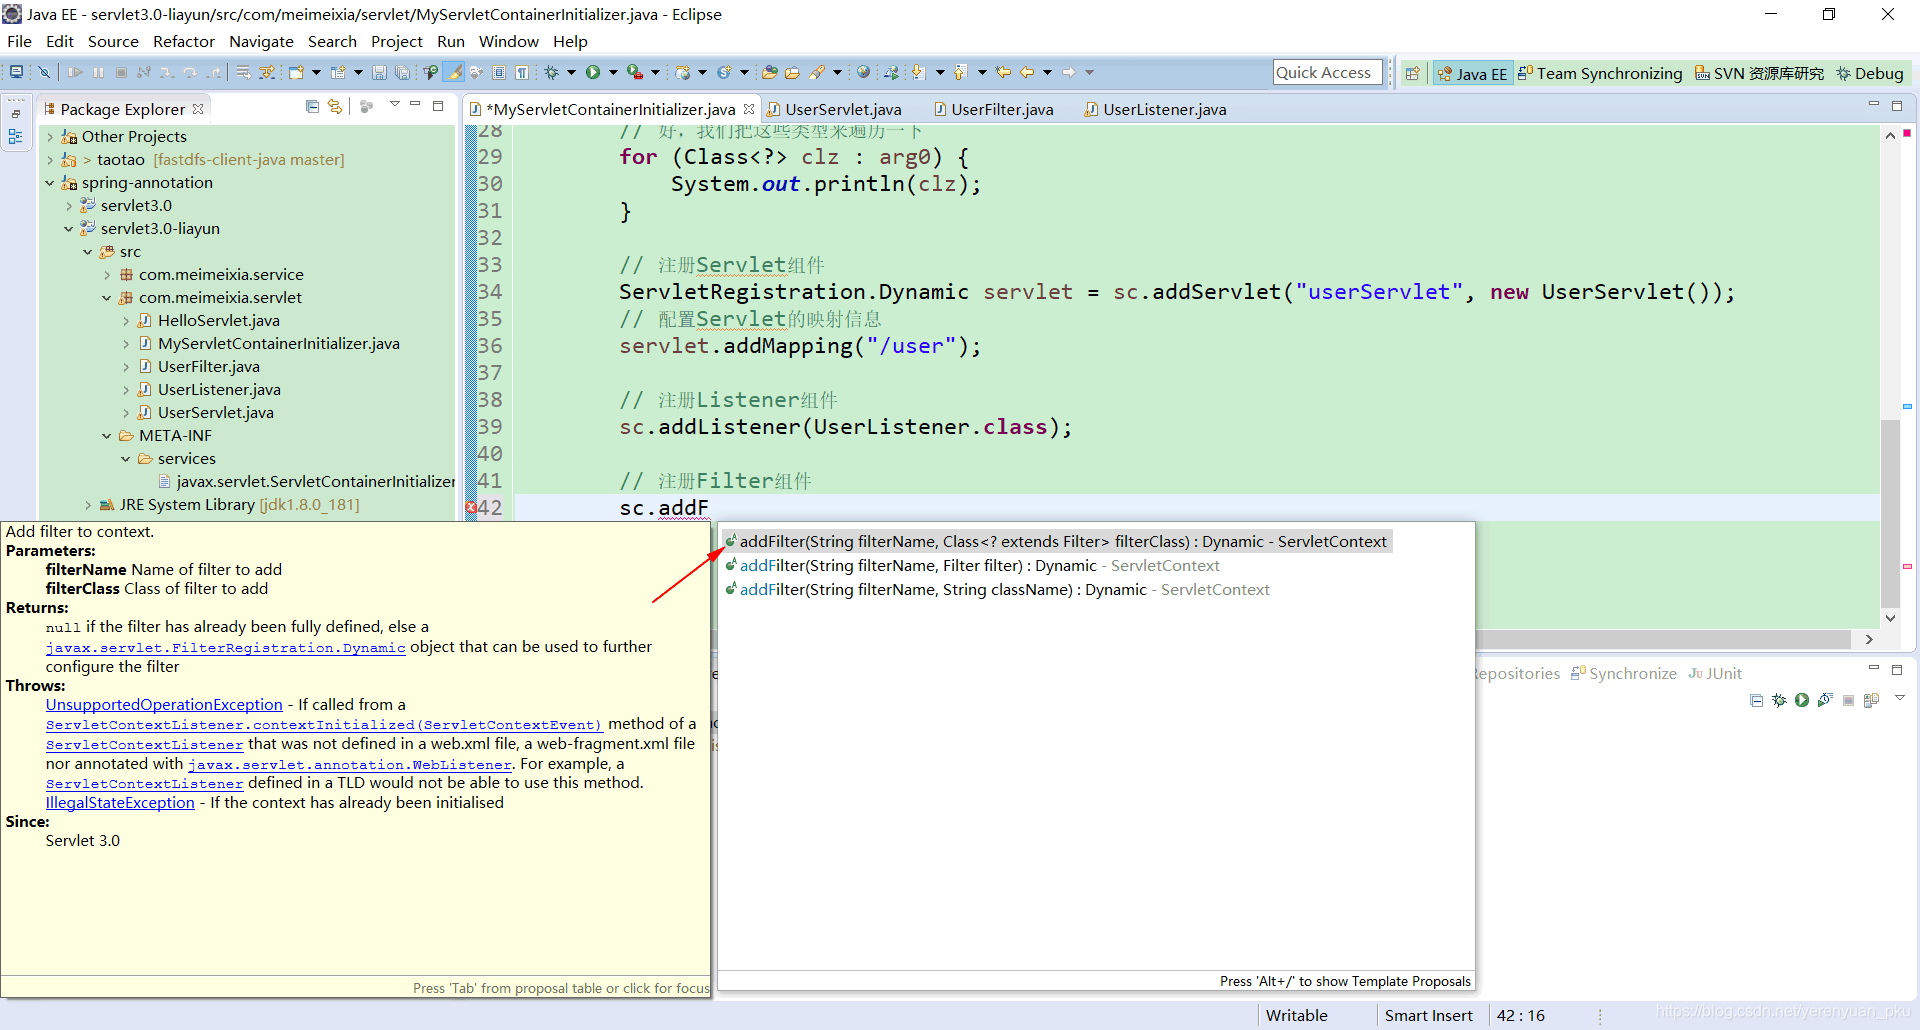 Java EE - servlet3.0-liayun/src/com/meimeixia/servlet/MyServletContainerInitializer.java - Eclipse
File Edit Source Refactor Navigate Search Project Run Window Help
Quick Access
Java EE
Team Synchronizing
SVN 资源库研究
Debug
Package Explorer
*MyServletContainerInitializer.java
UserServlet.java
UserFilter.java
UserListener.java
Other Projects
> taotao [fastdfs-client-java master]
spring-annotation
servlet3.0
servlet3.0-liayun
src
com.meimeixia.service
com.meimeixia.servlet
HelloServlet.java
MyServletContainerInitializer.java
UserFilter.java
UserListener.java
UserServlet.java
META-INF
services
javax.servlet.ServletContainerInitializer
JRE System Library [jdk1.8.0_181]
28 // 好，我们把这些类型来遍历一下
29 for (Class<?> clz : arg0) {
30 System.out.println(clz);
31 }
32
33 // 注册Servlet组件
34 ServletRegistration.Dynamic servlet = sc.addServlet("userServlet", new UserServlet());
35 // 配置Servlet的映射信息
36 servlet.addMapping("/user");
37
38 // 注册Listener组件
39 sc.addListener(UserListener.class);
40
41 // 注册Filter组件
42 sc.addF
Add filter to context.
Parameters:
filterName Name of filter to add
filterClass Class of filter to add
Returns:
null if the filter has already been fully defined, else a
javax.servlet.FilterRegistration.Dynamic object that can be used to further
configure the filter
Throws:
UnsupportedOperationException - If called from a
ServletContextListener.contextInitialized(ServletContextEvent) method of a
ServletContextListener that was not defined in a web.xml file, a web-fragment.xml file
nor annotated with javax.servlet.annotation.WebListener. For example, a
ServletContextListener defined in a TLD would not be able to use this method.
IllegalStateException - If the context has already been initialised
Since:
Servlet 3.0
Press 'Tab' from proposal table or click for focus
addFilter(String filterName, Class<? extends Filter> filterClass) : Dynamic - ServletContext
addFilter(String filterName, Filter filter) : Dynamic - ServletContext
addFilter(String filterName, String className) : Dynamic - ServletContext
Press 'Alt+/' to show Template Proposals
Repositories
Synchronize
JUnit
Writable
Smart Insert
42 : 16
https://blog.csdn.net/yerenyuan_pku